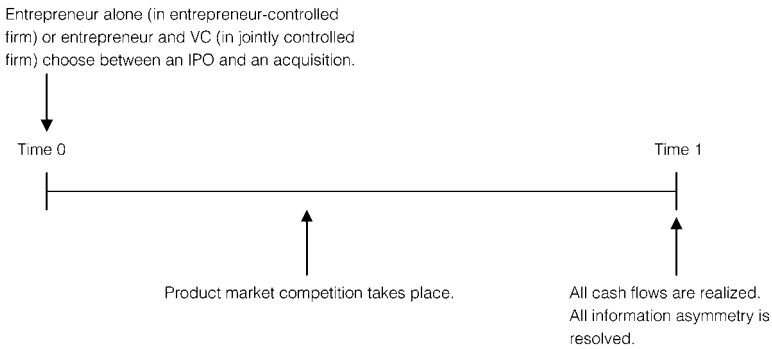 Entrepreneur alone (in entrepreneur-controlled
firm) or entrepreneur and VC (in jointly controlled
firm) choose between an IPO and an acquisition.
Time 0
Time 1
Product market competition takes place.
All cash flows are realized.
All information asymmetry is
resolved.